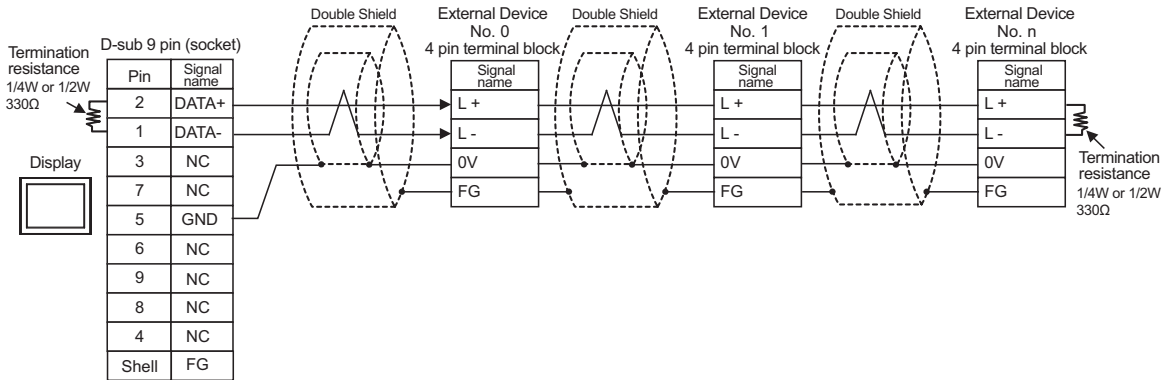 Double Shield
External Device
No. 0
4 pin terminal block
Double Shield
External Device
No. 1
4 pin terminal block
Double Shield
External Device
No. n
4 pin terminal block
Termination
resistance
1/4W or 1/2W
330Ω
D-sub 9 pin (socket)
Pin Signal name
2 DATA+
1 DATA-
3 NC
7 NC
5 GND
6 NC
9 NC
8 NC
4 NC
Shell FG
Display
Signal
name
L +
L -
0V
FG
Signal
name
L +
L -
0V
FG
Signal
name
L +
L -
0V
FG
Termination
resistance
1/4W or 1/2W
330Ω